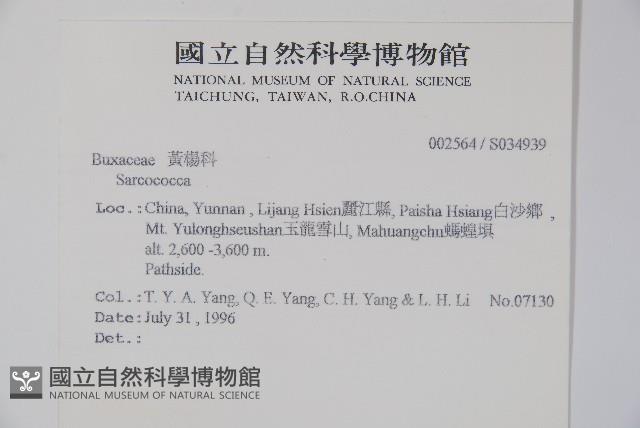 國立自然科學博物館
NATIONAL MUSEUM OF NATURAL SCIENCE
TAICHUNG, TAIWAN, R.O.CHINA
002564 / S034939
Buxaceae 黃楊科
Sarcococca
Loc.:China, Yunnan , Lijang Hsien麗江縣, Paisha Hsiang白沙鄉 ,
Mt. Yulonghseushan玉龍雪山, Mahuangchu螞蝗垻
alt. 2,600 -3,600 m.
Pathside.
Col.:T. Y. A. Yang, Q. E. Yang, C. H. Yang & L. H. Li No.07130
Date:July 31 , 1996
Det.:
國立自然科學博物館
NATIONAL MUSEUM OF NATURAL SCIENCE